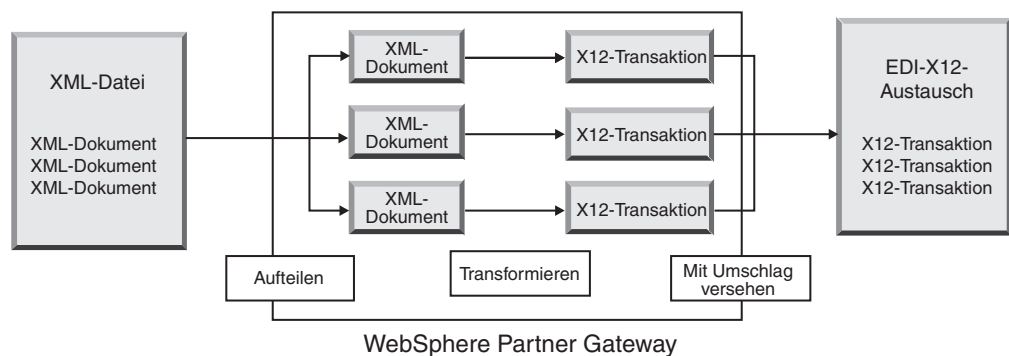 XML-Datei
XML-Dokument
XML-Dokument
XML-Dokument
XML-
Dokument
X12-Transaktion
XML-
Dokument
X12-Transaktion
XML-
Dokument
X12-Transaktion
EDI-X12-
Austausch
X12-Transaktion
X12-Transaktion
X12-Transaktion
Aufteilen
Transformieren
Mit Umschlag
versehen
WebSphere Partner Gateway